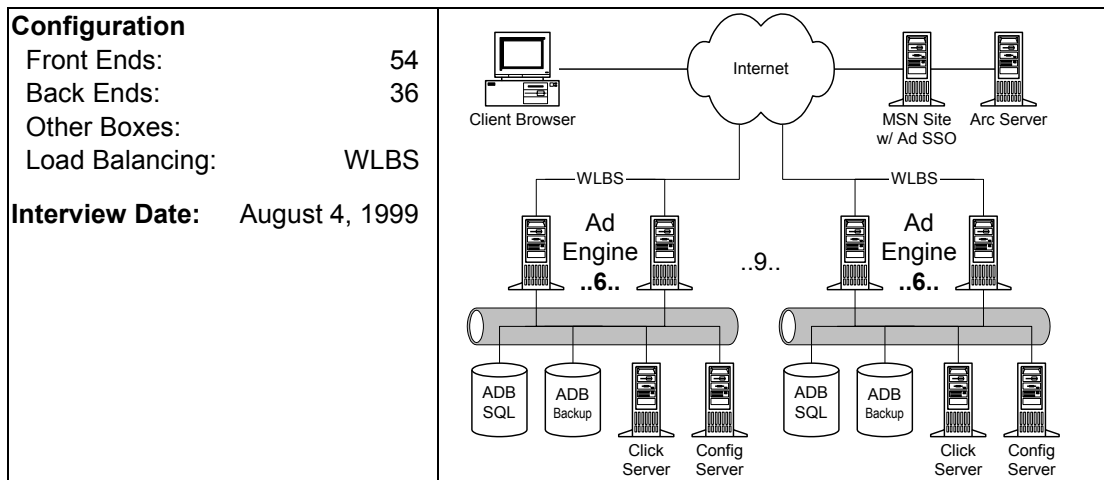 Configuration
Front Ends: 54
Back Ends: 36
Other Boxes:
Load Balancing: WLBS
Interview Date: August 4, 1999
Client Browser
Internet
MSN Site
w/ Ad SSO
Arc Server
WLBS
Ad
Engine
..6..
..9..
WLBS
Ad
Engine
..6..
ADB
SQL
ADB
Backup
Click
Server
Config
Server
ADB
SQL
ADB
Backup
Click
Server
Config
Server